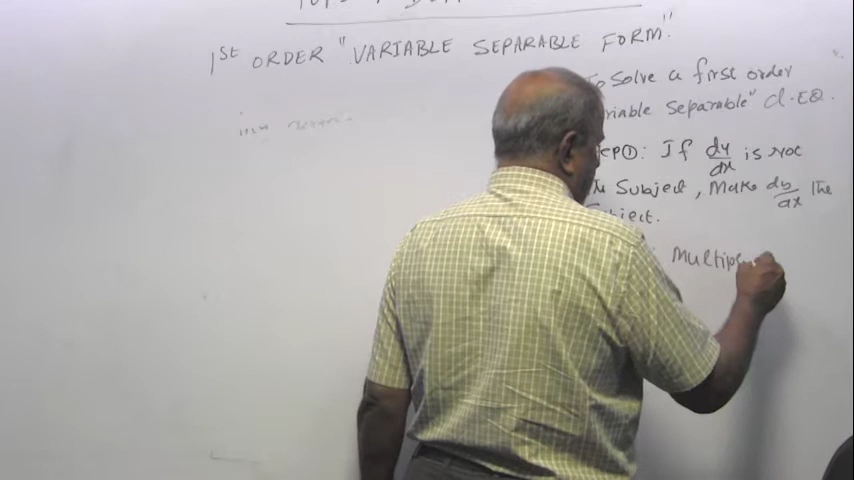 1ST ORDER "VARIABLE SEPARABLE FORM"
To Solve a first order
Variable Separable" d.EQ.
STEP①: If dy/dx is Not
The Subject, Make dy/dx The
Subject.
Multiply